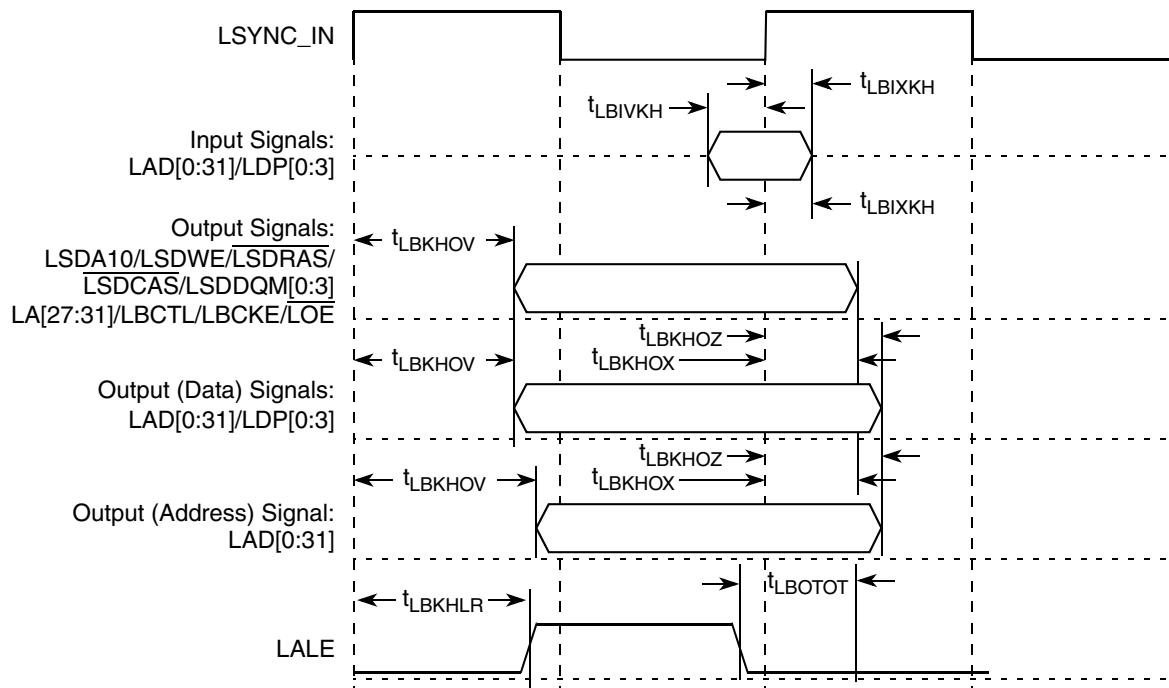 LSYNC_IN
tLBIXKH
tLBIVKH
Input Signals:
LAD[0:31]/LDP[0:3]
tLBIXKH
Output Signals:
tLBKHOV
LSDA10/LSDWE/LSDRAS/
LSDCAS/LSDDQM[0:3]
LA[27:31]/LBCTL/LBCKE/LOE
tLBKHOZ
tLBKHOV
tLBKHOX
Output (Data) Signals:
LAD[0:31]/LDP[0:3]
tLBKHOZ
tLBKHOV
tLBKHOX
Output (Address) Signal:
LAD[0:31]
tLBOTOT
tLBKHLR
LALE